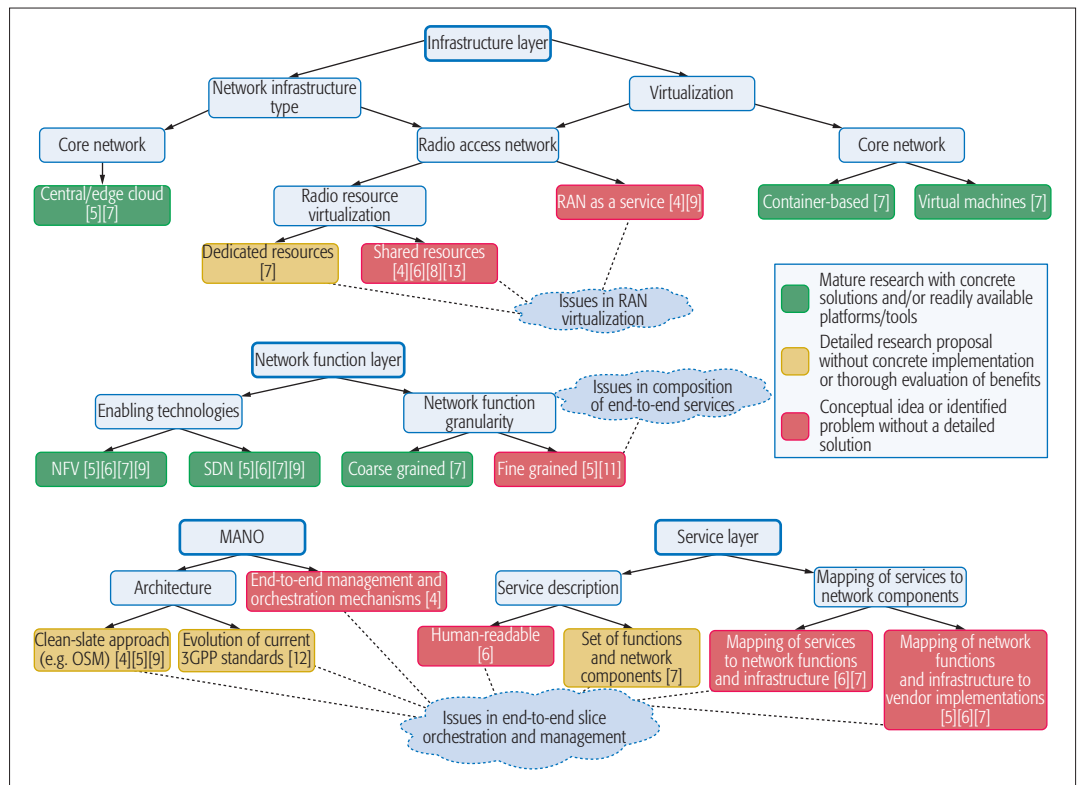 Infrastructure layer
Network infrastructure
type
Virtualization
Core network
Radio access network
Core network
Central/edge cloud
[5][7]
Radio resource
virtualization
RAN as a service [4][9]
Container-based [7]
Virtual machines [7]
Dedicated resources
[7]
Shared resources
[4][6][8][13]
Issues in RAN
virtualization
Mature research with concrete
solutions and/or readily available
platforms/tools
Detailed research proposal
without concrete implementation
or thorough evaluation of benefits
Conceptual idea or identified
problem without a detailed
solution
Network function layer
Issues in composition
of end-to-end services
Enabling technologies
Network function
granularity
NFV [5][6][7][9]
SDN [5][6][7][9]
Coarse grained [7]
Fine grained [5][11]
MANO
Service layer
Architecture
End-to-end management and
orchestration mechanisms [4]
Service description
Mapping of services to
network components
Clean-slate approach
(e.g. OSM) [4][5][9]
Evolution of current
3GPP standards [12]
Human-readable
[6]
Set of functions
and network
components [7]
Mapping of services
to network functions
and infrastructure [6][7]
Mapping of network
functions
and infrastructure to
vendor implementations
[5][6][7]
Issues in end-to-end slice
orchestration and management